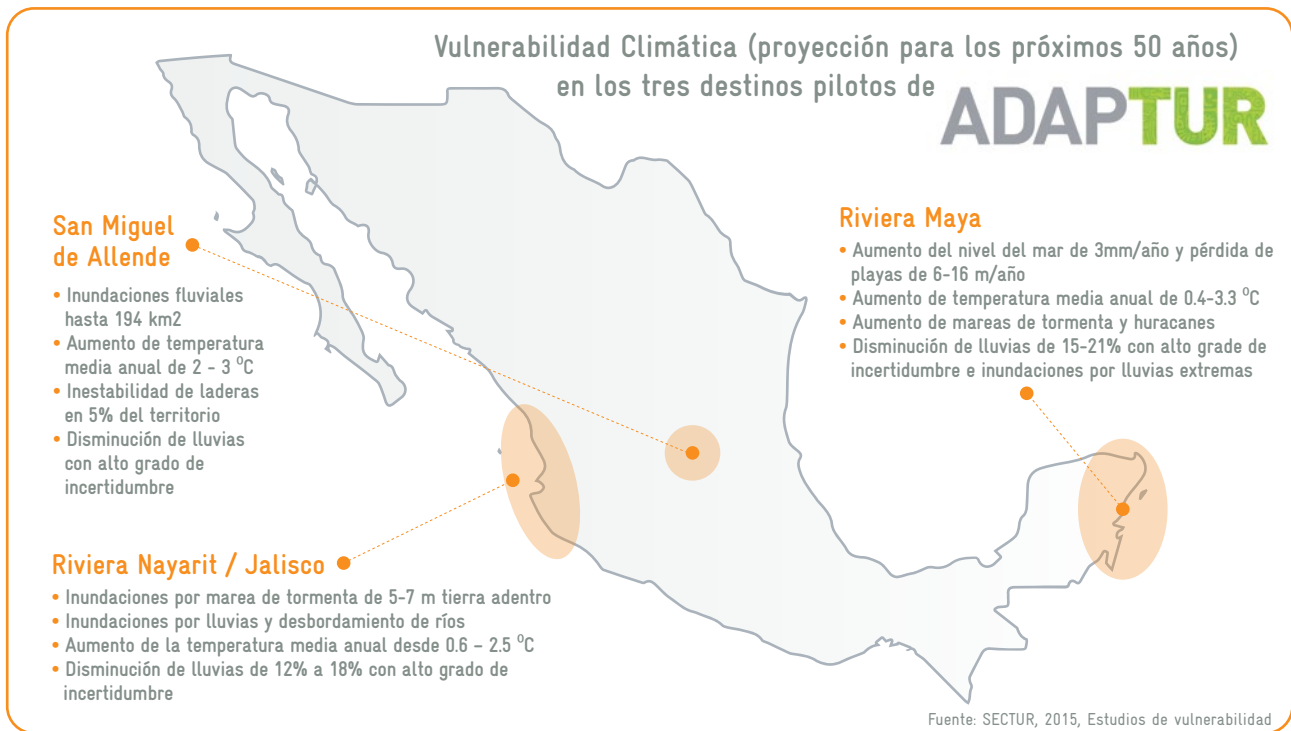 Vulnerabilidad Climática (proyección para los próximos 50 años)
en los tres destinos pilotos de
ADAPTUR
San Miguel
de Allende
• Inundaciones fluviales
hasta 194 km2
• Aumento de temperatura
media anual de 2 - 3 ⁰C
• Inestabilidad de laderas
en 5% del territorio
• Disminución de lluvias
con alto grado de
incertidumbre
Riviera Maya
• Aumento del nivel del mar de 3mm/año y pérdida de
playas de 6-16 m/año
• Aumento de temperatura media anual de 0.4-3.3 ⁰C
• Aumento de mareas de tormenta y huracanes
• Disminución de lluvias de 15-21% con alto grade de
incertidumbre e inundaciones por lluvias extremas
Riviera Nayarit / Jalisco
• Inundaciones por marea de tormenta de 5-7 m tierra adentro
• Inundaciones por lluvias y desbordamiento de ríos
• Aumento de la temperatura media anual desde 0.6 – 2.5 ⁰C
• Disminución de lluvias de 12% a 18% con alto grado de
incertidumbre
Fuente: SECTUR, 2015, Estudios de vulnerabilidad